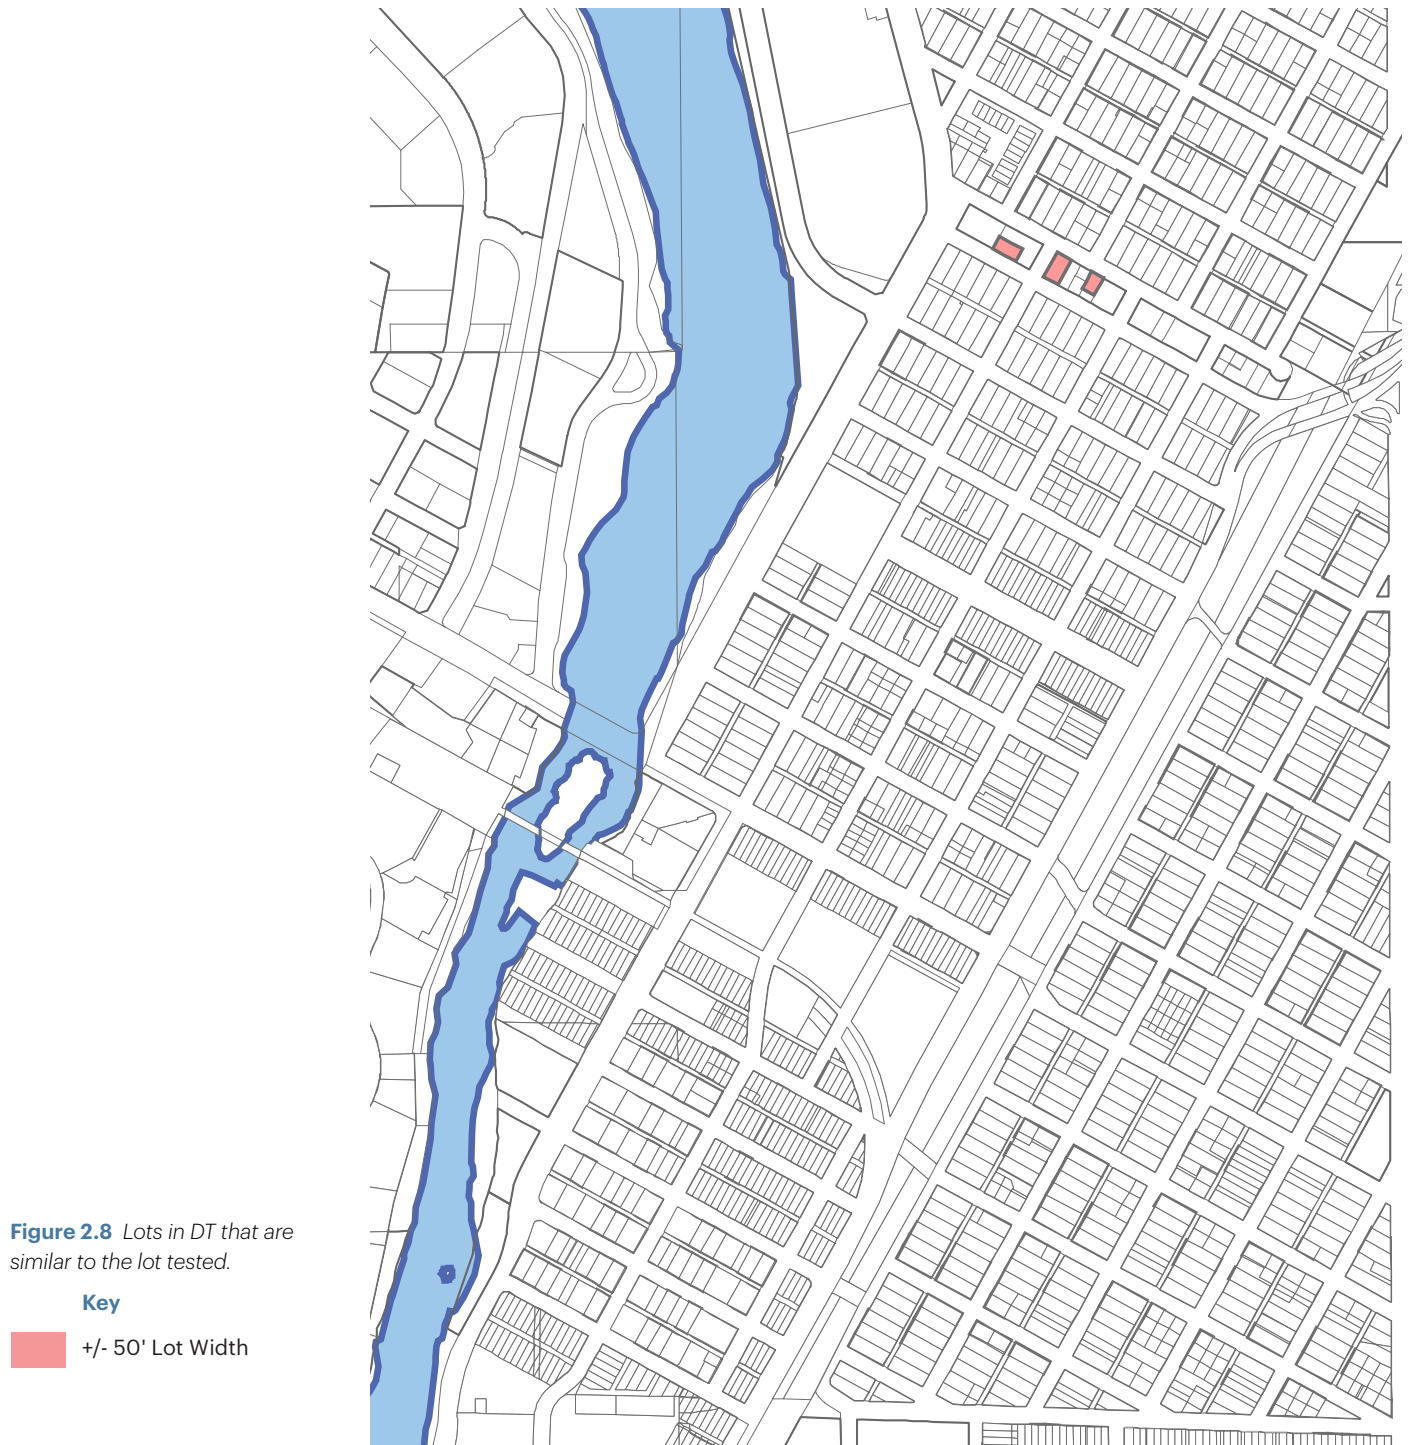 Figure 2.8 Lots in DT that are
similar to the lot tested.
Key
+/- 50' Lot Width